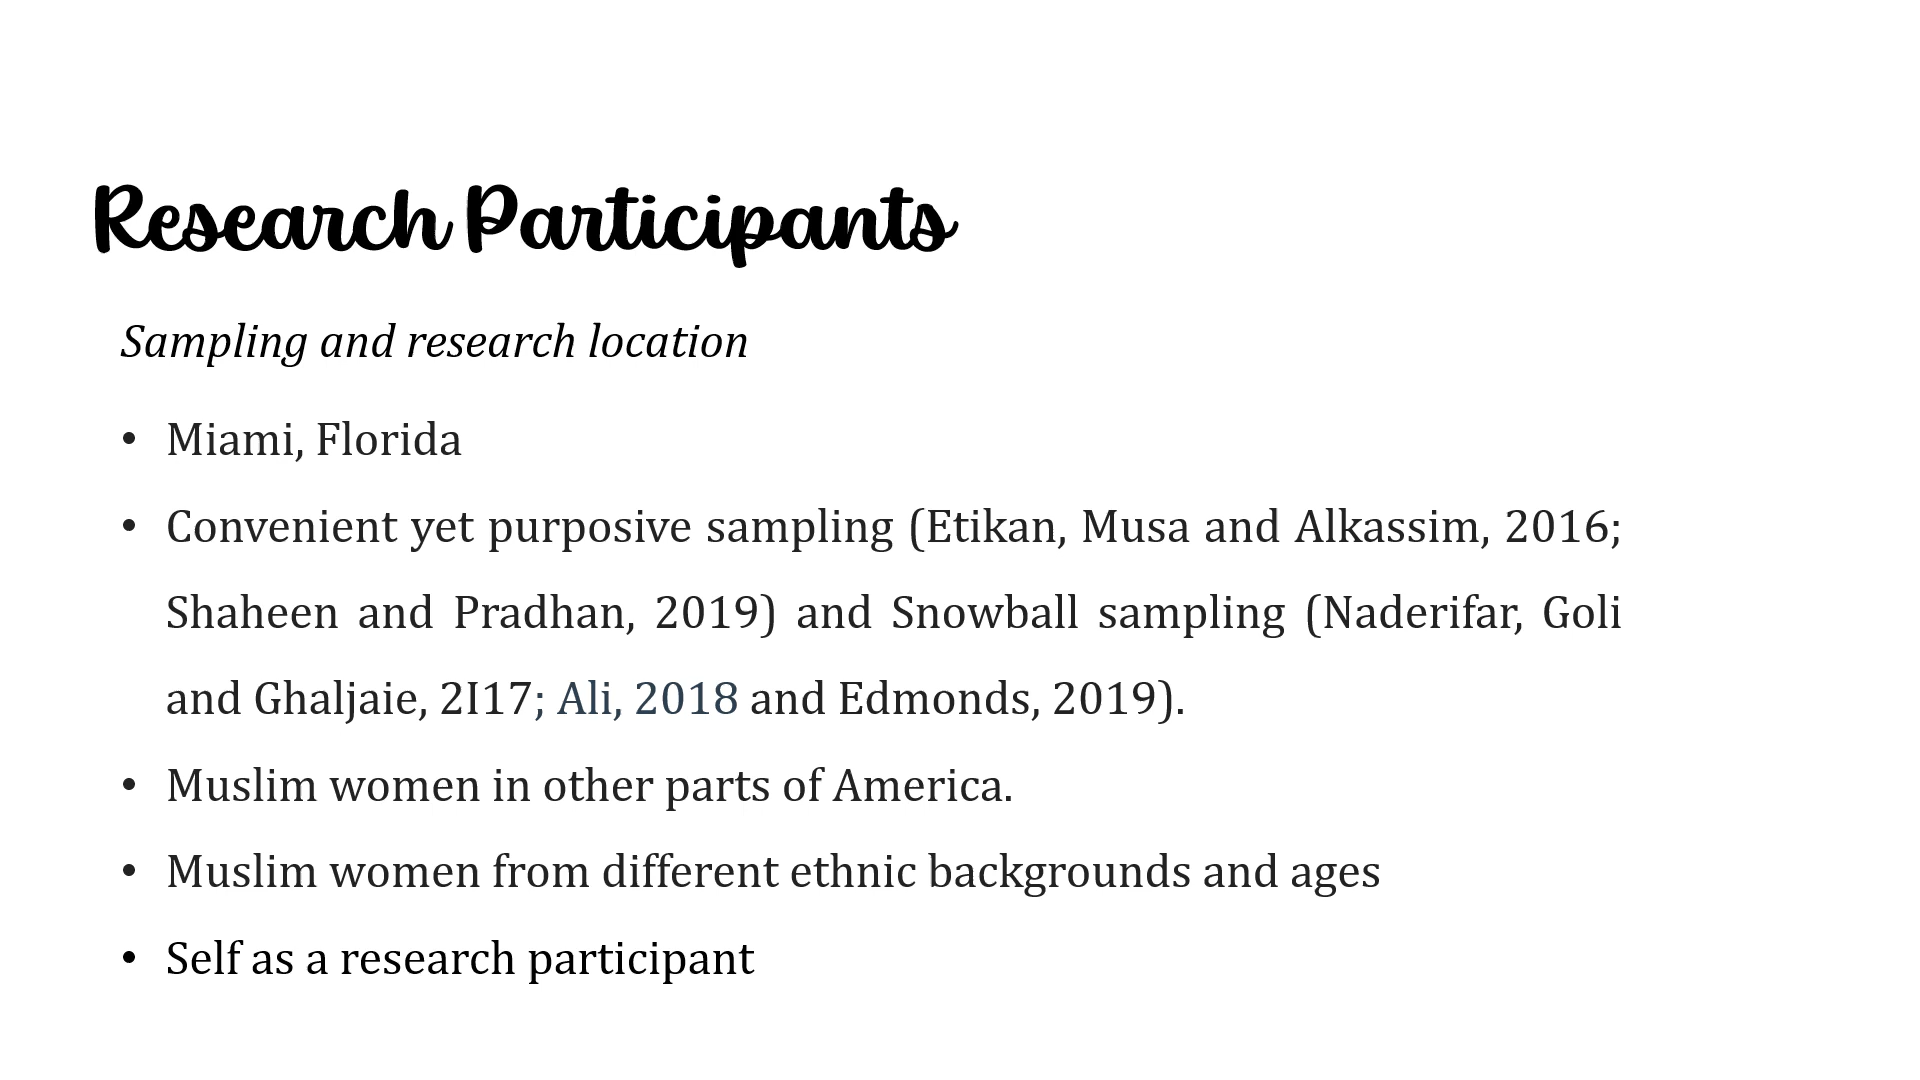 Research Participants
Sampling and research location
• Miami, Florida
• Convenient yet purposive sampling (Etikan, Musa and Alkassim, 2016;
Shaheen and Pradhan, 2019) and Snowball sampling (Naderifar, Goli
and Ghaljaie, 2I17; Ali, 2018 and Edmonds, 2019).
• Muslim women in other parts of America.
• Muslim women from different ethnic backgrounds and ages
• Self as a research participant